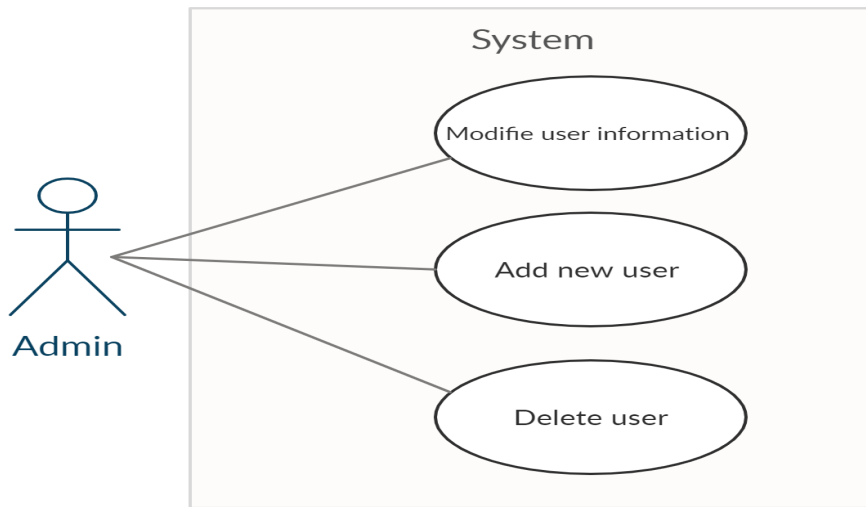 System
Modifie user information
Add new user
Admin
Delete user